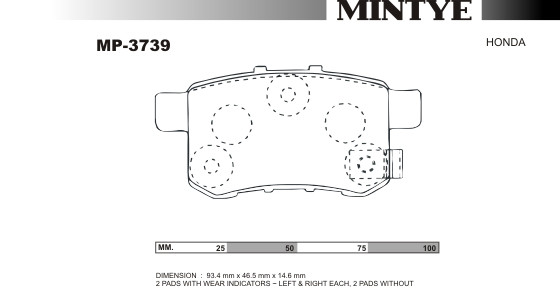 MINTYE
MP-3739
HONDA
MM. 25 50 75 100
DIMENSION : 93.4 mm x 46.5 mm x 14.6 mm
2 PADS WITH WEAR INDICATORS – LEFT & RIGHT EACH, 2 PADS WITHOUT